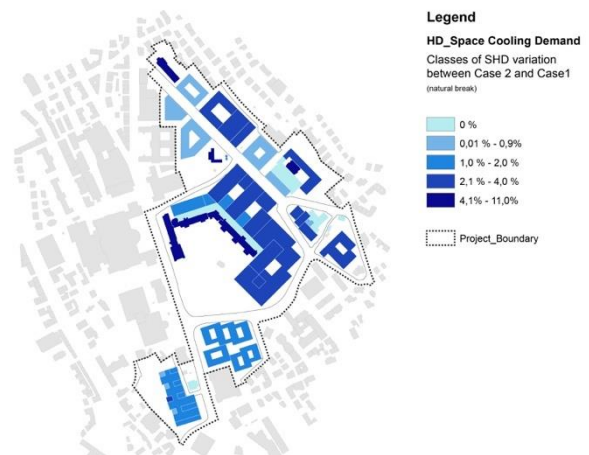 Legend
HD_Space Cooling Demand
Classes of SHD variation
between Case 2 and Case1
(natural break)
0 %
0,01 % - 0,9%
1,0 % - 2,0 %
2,1 % - 4,0 %
4,1% - 11,0%
Project_Boundary